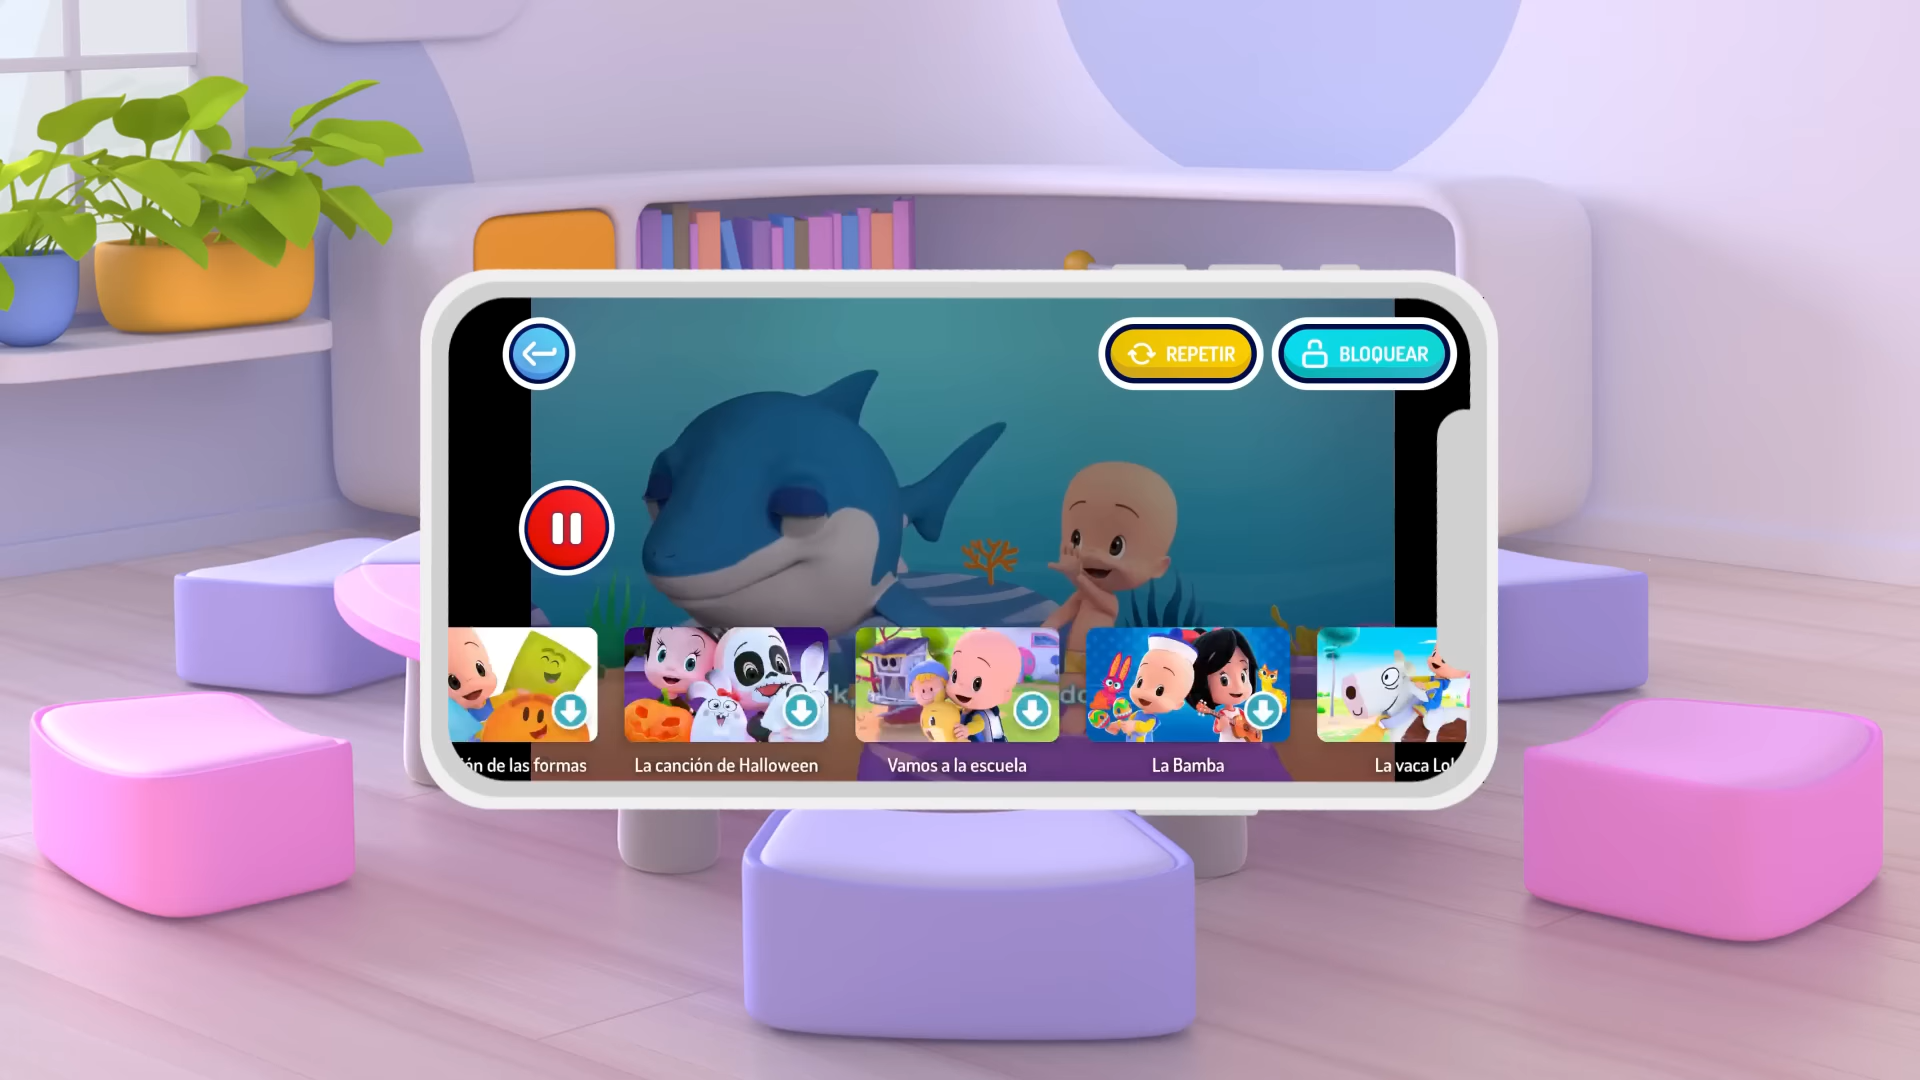 REPETIR
BLOQUEAR
de las formas
La canción de Halloween
Vamos a la escuela
La Bamba
La vaca